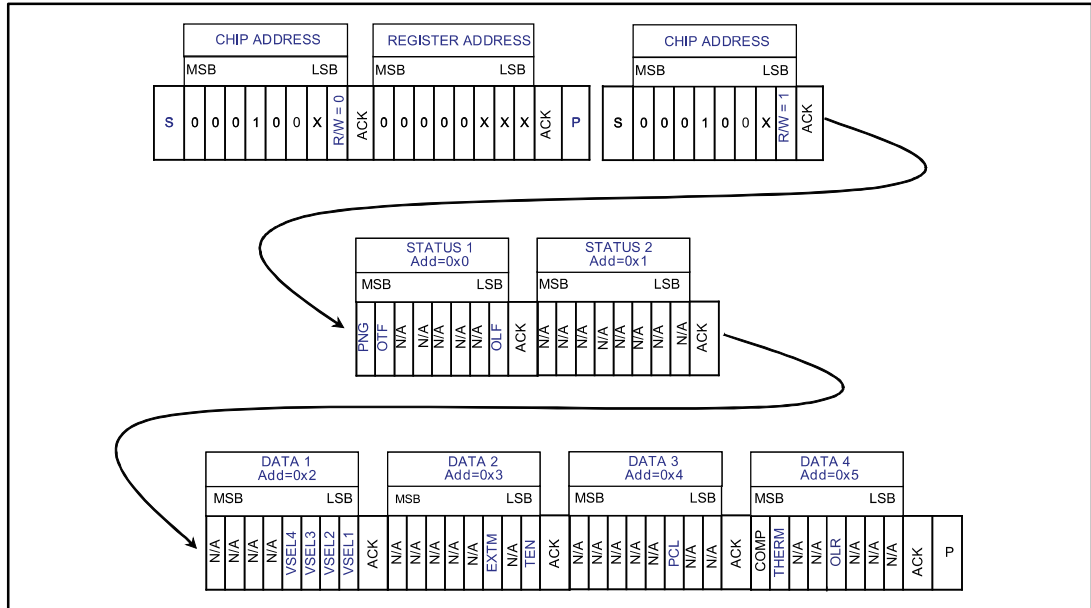 CHIP ADDRESS REGISTER ADDRESS CHIP ADDRESS
MSB LSB MSB LSB MSB LSB
S 0 0 0 1 0 0 X R/W = 0 ACK 0 0 0 0 0 X X X ACK P S 0 0 0 1 0 0 X R/W = 1 ACK
STATUS 1 STATUS 2
Add=0x0 Add=0x1
MSB LSB MSB LSB
PNG OTF N/A N/A N/A N/A N/A OLF ACK N/A N/A N/A N/A N/A N/A N/A N/A ACK
DATA 1 DATA 2 DATA 3 DATA 4
Add=0x2 Add=0x3 Add=0x4 Add=0x5
MSB LSB MSB LSB MSB LSB MSB LSB
N/A N/A N/A N/A VSEL4 VSEL3 VSEL2 VSEL1 ACK N/A N/A N/A N/A N/A EXTM N/A TEN ACK N/A N/A N/A N/A N/A PCL N/A N/A ACK COMP THERM N/A N/A OLR N/A N/A N/A ACK P